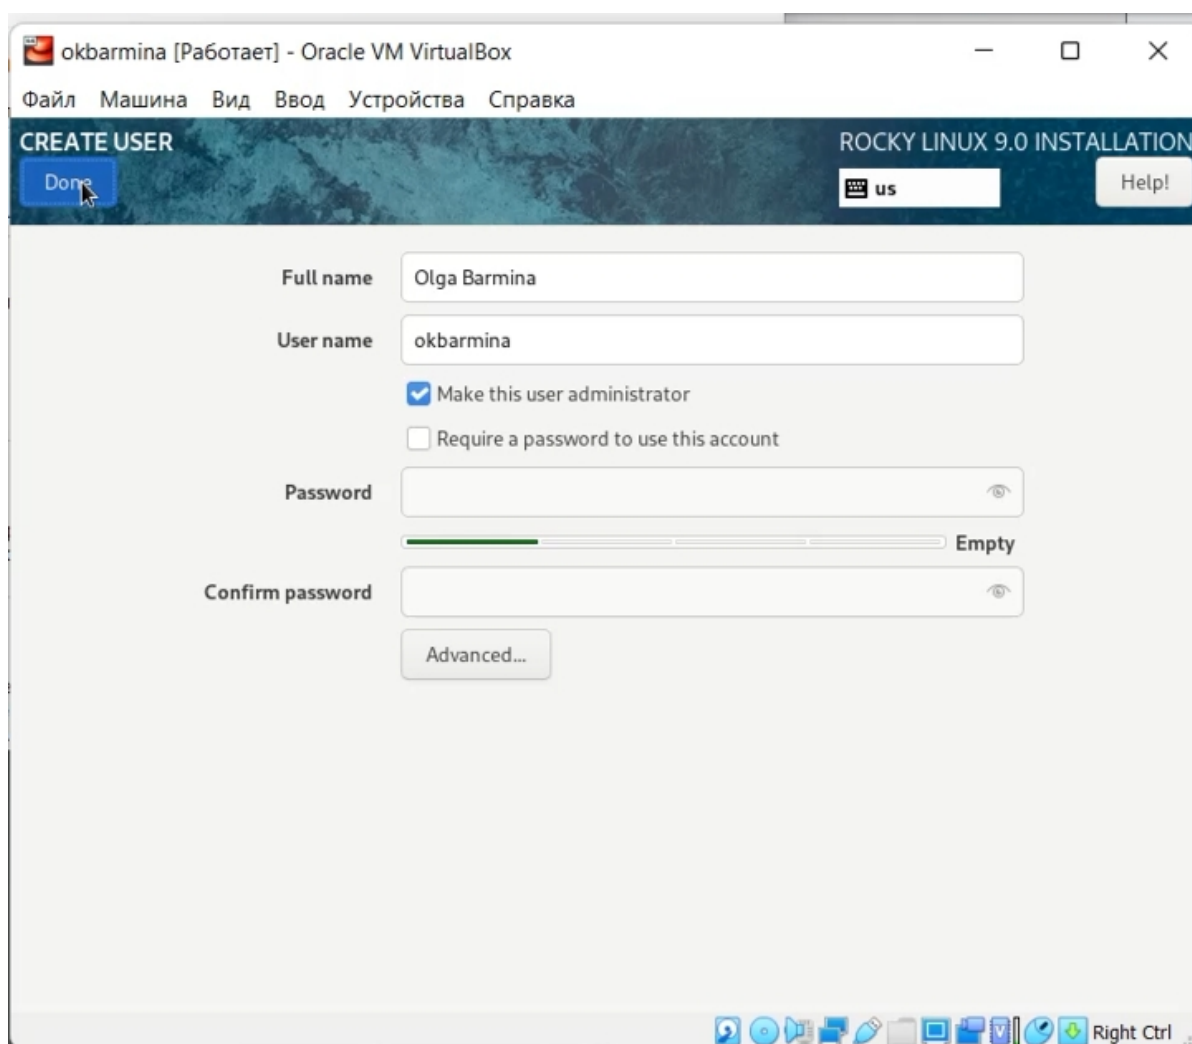 okbarmina [Работает] - Oracle VM VirtualBox
Файл Машина Вид Ввод Устройства Справка
CREATE USER
ROCKY LINUX 9.0 INSTALLATION
Done
us
Help!
Full name
Olga Barmina
User name
okbarmina
Make this user administrator
Require a password to use this account
Password
Empty
Confirm password
Advanced...
Right Ctrl